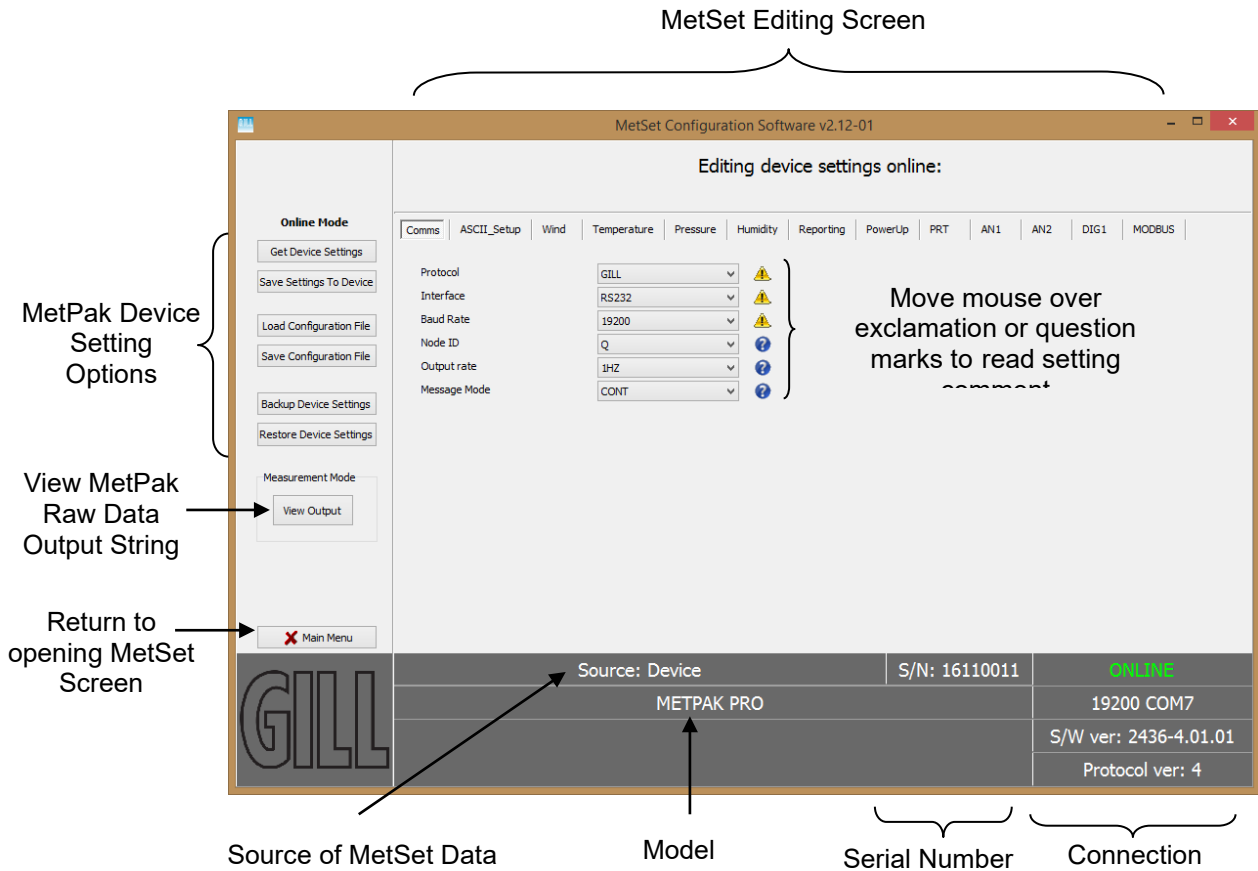 MetSet Editing Screen
MetSet Configuration Software v2.12-01
Editing device settings online:
Online Mode
Get Device Settings
Save Settings To Device
Load Configuration File
Save Configuration File
Backup Device Settings
Restore Device Settings
Measurement Mode
View Output
Main Menu
MetPak Device
Setting
Options
View MetPak
Raw Data
Output String
Return to
opening MetSet
Screen
Comms ASCII_Setup Wind Temperature Pressure Humidity Reporting PowerUp PRT AN1 AN2 DIG1 MODBUS
Protocol GILL
Interface RS232
Baud Rate 19200
Node ID Q
Output rate 1HZ
Message Mode CONT
Move mouse over
exclamation or question
marks to read setting
comment
GILL
Source: Device S/N: 16110011 ONLINE
METPAK PRO 19200 COM7
S/W ver: 2436-4.01.01
Protocol ver: 4
Source of MetSet Data
Model
Serial Number
Connection